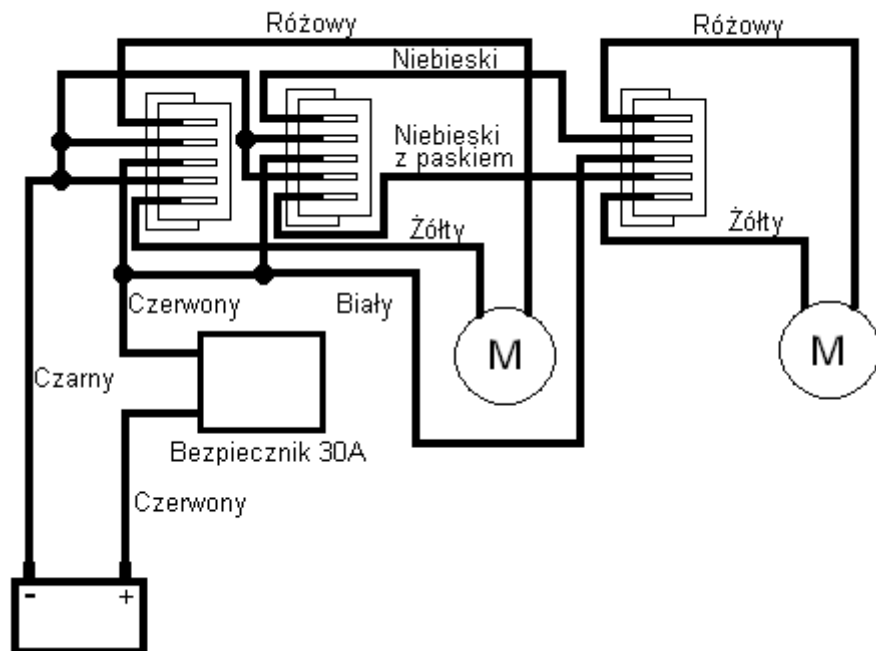 Różowy
Różowy
Niebieski
Niebieski
z paskiem
Żółty
Żółty
Czerwony
Biały
M
M
Czarny
Bezpiecznik 30A
Czerwony
- +